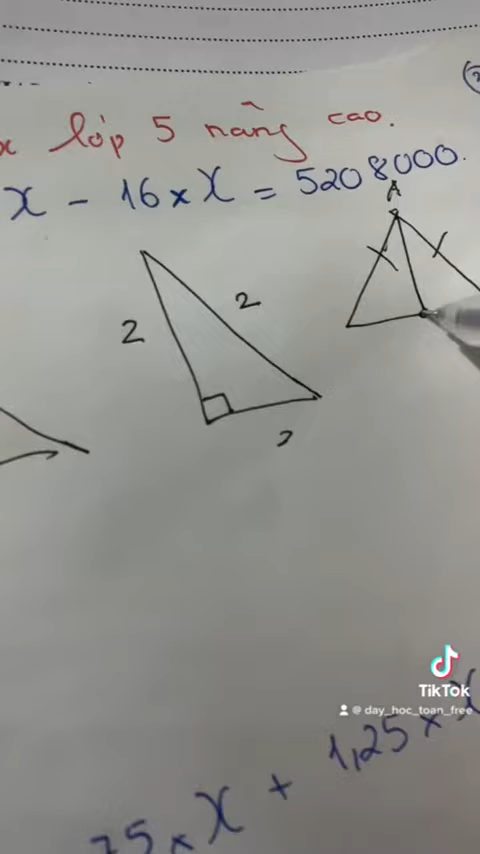 lớp 5 nâng cao.
x - 16 x X = 5208000.
A
2
2
TikTok
@ day_hoc_toan_free
x X + 1,25 x X